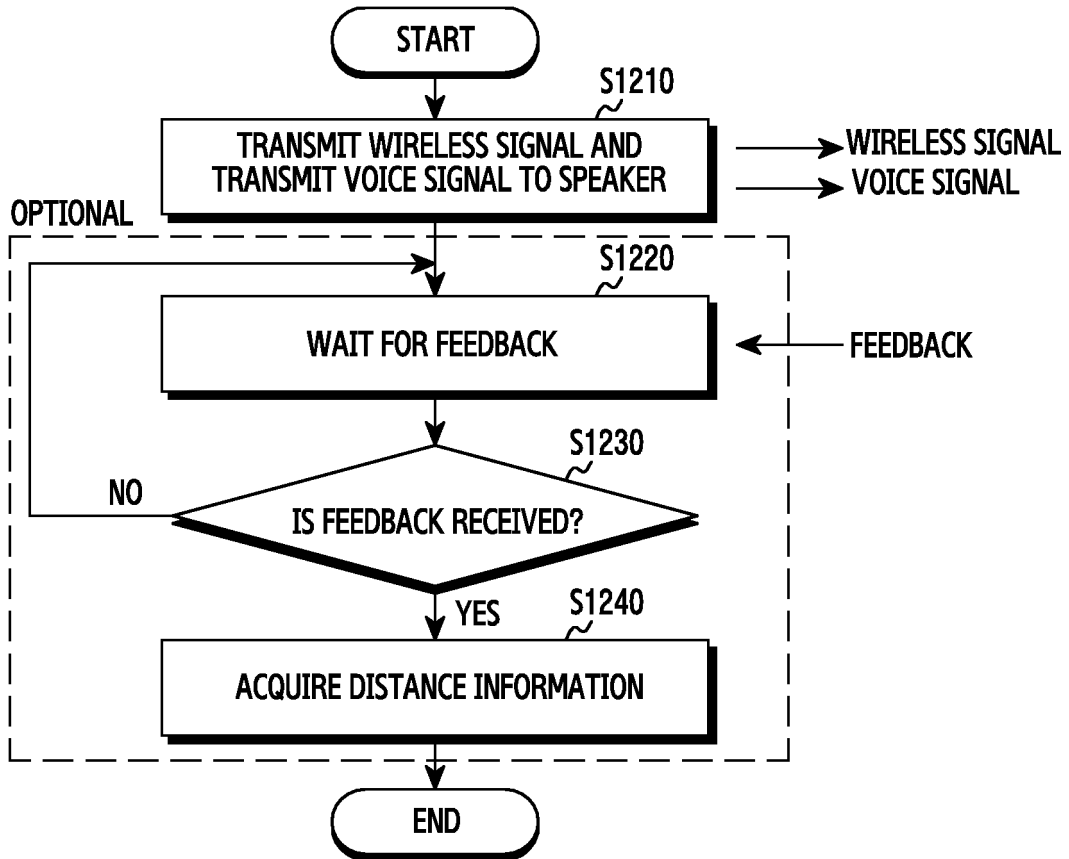 START
S1210
TRANSMIT WIRELESS SIGNAL AND
TRANSMIT VOICE SIGNAL TO SPEAKER
WIRELESS SIGNAL
VOICE SIGNAL
OPTIONAL
S1220
WAIT FOR FEEDBACK
FEEDBACK
S1230
NO
IS FEEDBACK RECEIVED?
YES
S1240
ACQUIRE DISTANCE INFORMATION
END